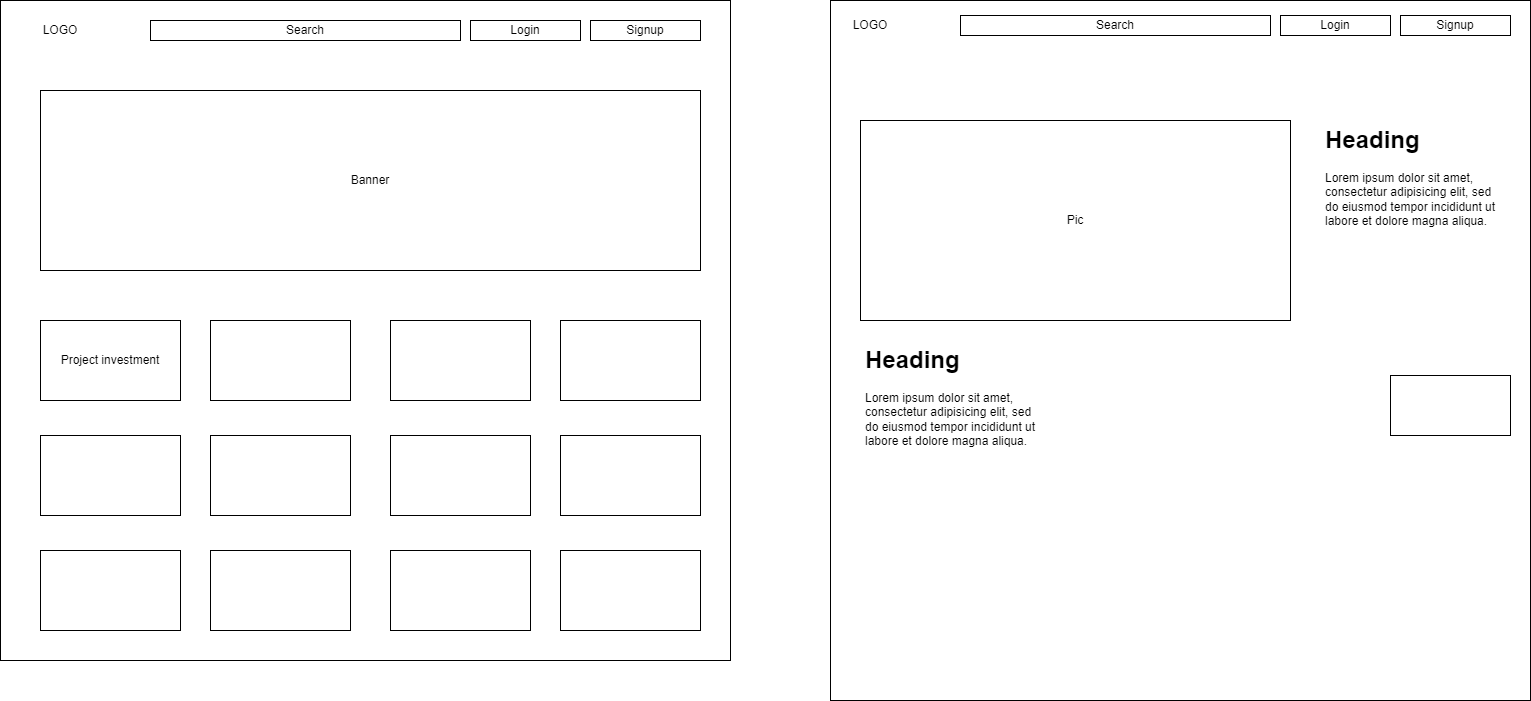 LOGO
Search
Login
Signup
Banner
Project investment
LOGO
Search
Login
Signup
Pic
Heading
Lorem ipsum dolor sit amet,
consectetur adipisicing elit, sed
do eiusmod tempor incididunt ut
labore et dolore magna aliqua.
Heading
Lorem ipsum dolor sit amet,
consectetur adipisicing elit, sed
do eiusmod tempor incididunt ut
labore et dolore magna aliqua.